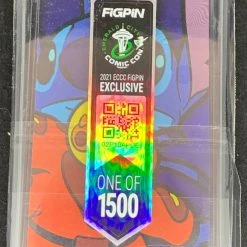 FiGPiN
EMERALD CITY
COMIC CON
2021 ECCC FiGPiN
EXCLUSIVE
ONE OF
1500